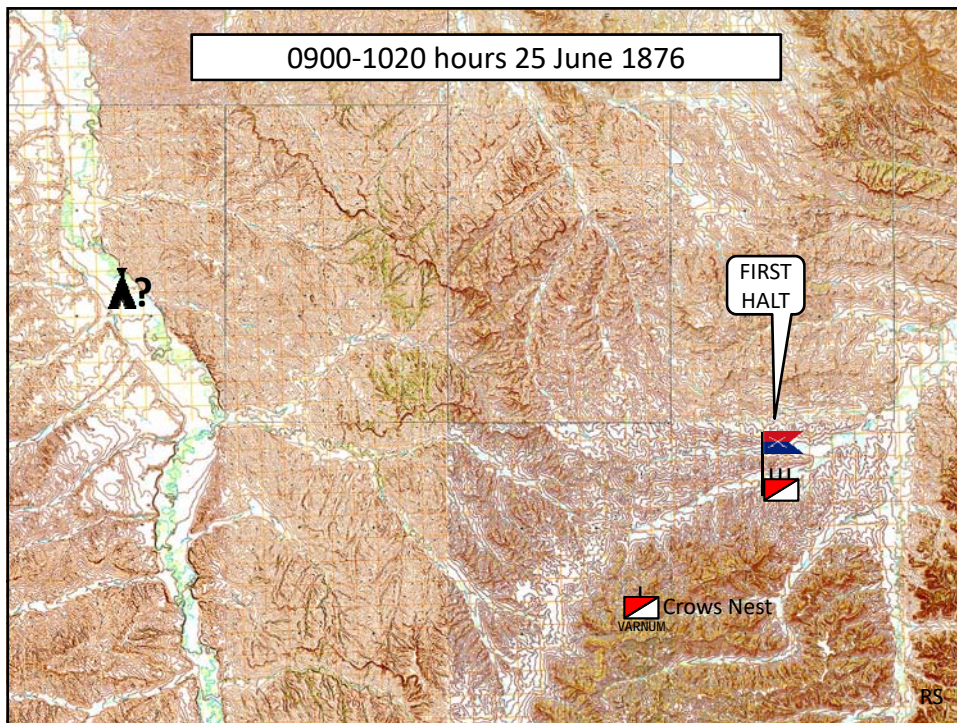 0900-1020 hours 25 June 1876
FIRST
HALT
?
Crows Nest
VARNUM
RS